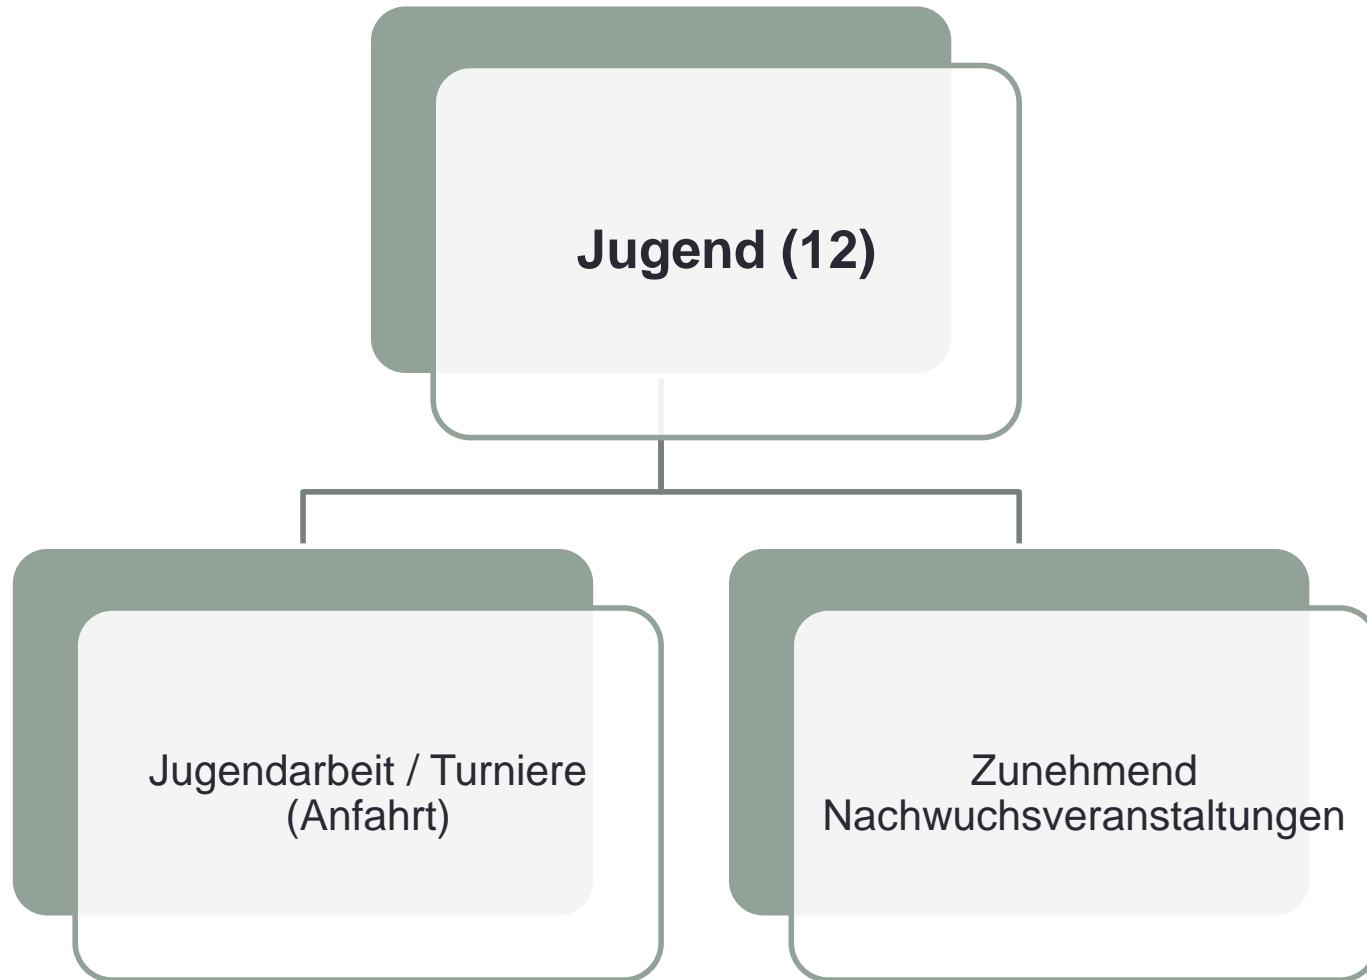 Jugend (12)
Jugendarbeit / Turniere
(Anfahrt)
Zunehmend
Nachwuchsveranstaltungen